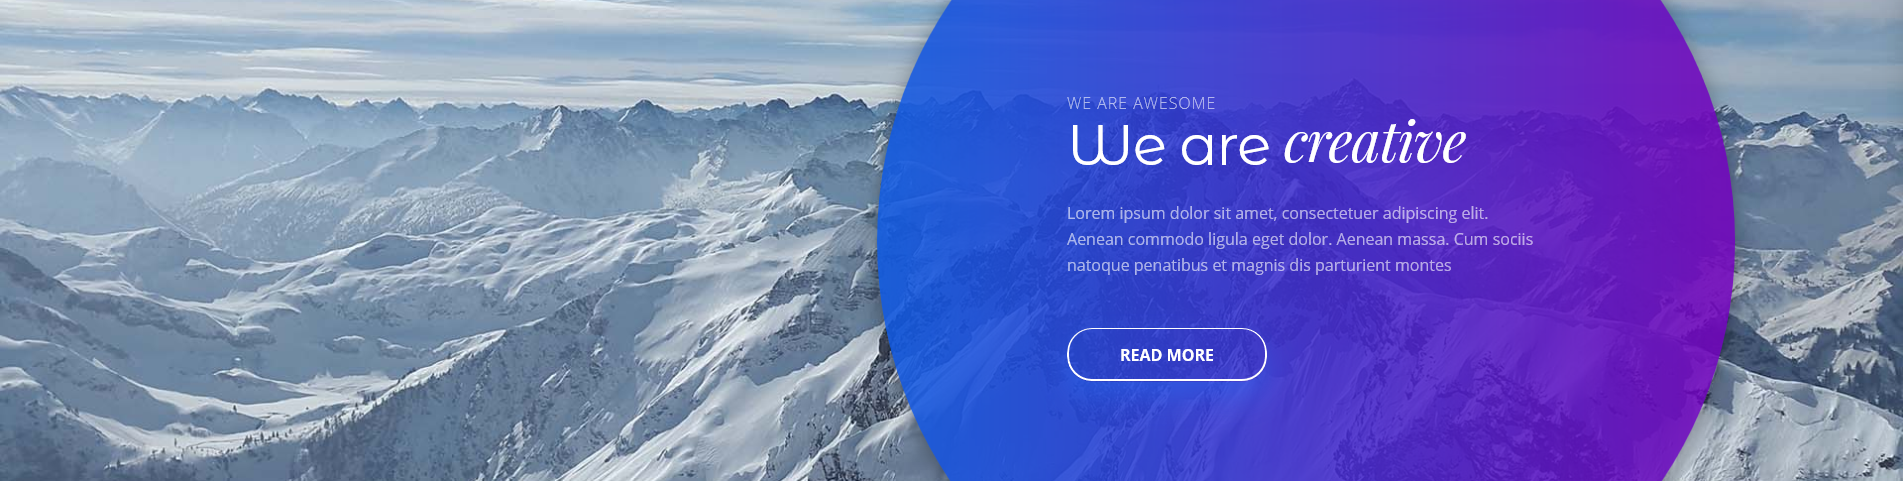 WE ARE AWESOME
We are creative
Lorem ipsum dolor sit amet, consectetuer adipiscing elit.
Aenean commodo ligula eget dolor. Aenean massa. Cum sociis
natoque penatibus et magnis dis parturient montes
READ MORE